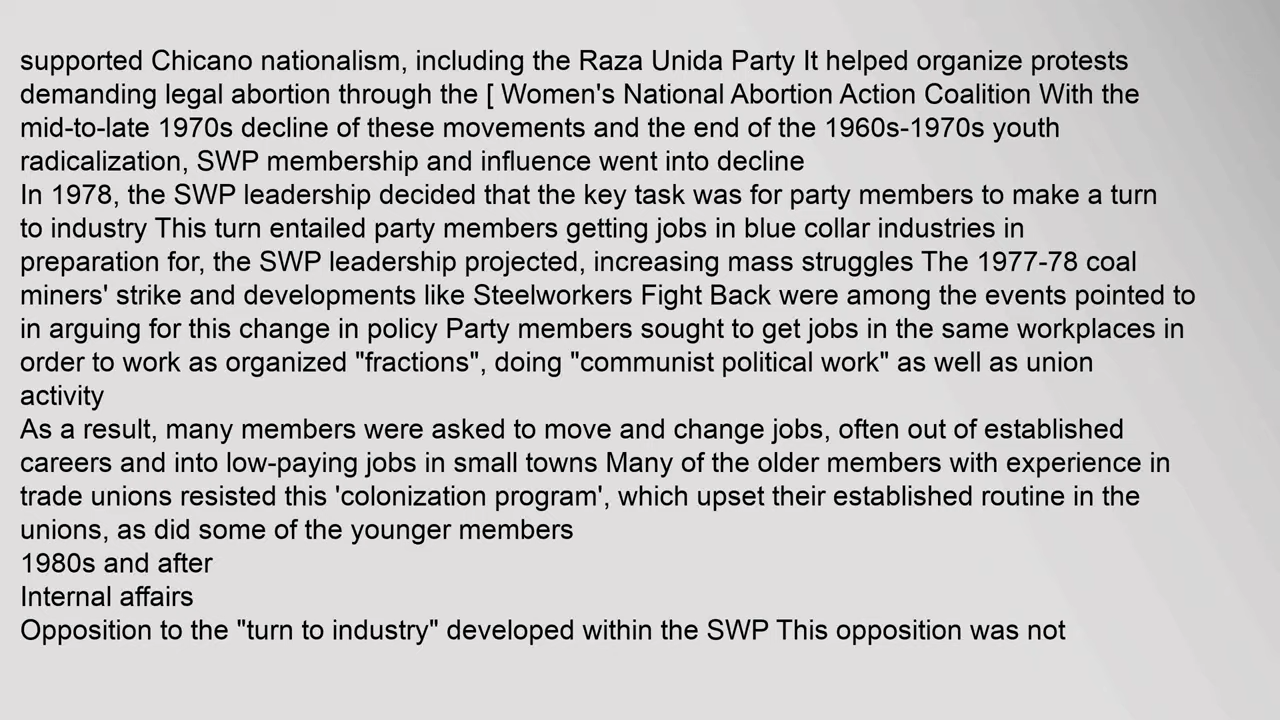 supported Chicano nationalism, including the Raza Unida Party It helped organize protests
demanding legal abortion through the [ Women's National Abortion Action Coalition With the
mid-to-late 1970s decline of these movements and the end of the 1960s-1970s youth
radicalization, SWP membership and influence went into decline
In 1978, the SWP leadership decided that the key task was for party members to make a turn
to industry This turn entailed party members getting jobs in blue collar industries in
preparation for, the SWP leadership projected, increasing mass struggles The 1977-78 coal
miners' strike and developments like Steelworkers Fight Back were among the events pointed to
in arguing for this change in policy Party members sought to get jobs in the same workplaces in
order to work as organized "fractions", doing "communist political work" as well as union
activity
As a result, many members were asked to move and change jobs, often out of established
careers and into low-paying jobs in small towns Many of the older members with experience in
trade unions resisted this 'colonization program', which upset their established routine in the
unions, as did some of the younger members
1980s and after
Internal affairs
Opposition to the "turn to industry" developed within the SWP This opposition was not